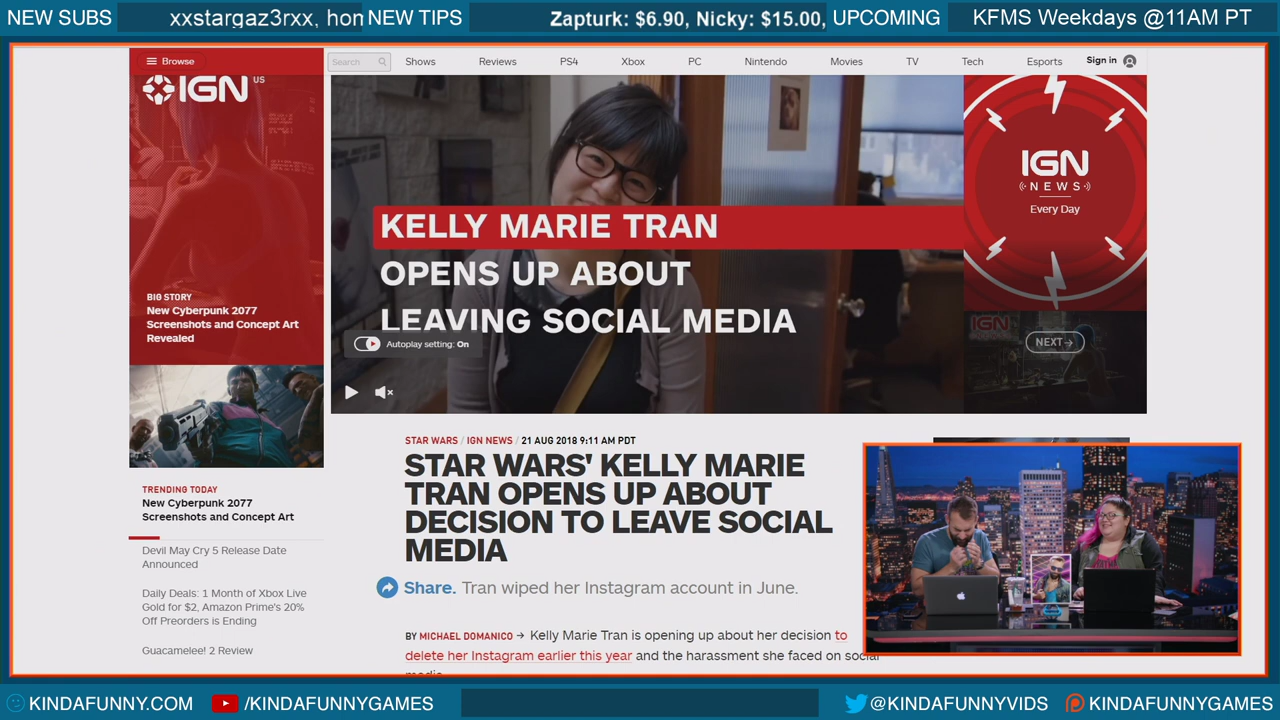 NEW SUBS
xxstargaz3rxx, hon
NEW TIPS
Zapturk: $6.90, Nicky: $15.00,
UPCOMING
KFMS Weekdays @11AM PT
Browse
Search
Shows
Reviews
PS4
Xbox
PC
Nintendo
Movies
TV
Tech
Esports
Sign in
IGN US
BIG STORY
New Cyberpunk 2077
Screenshots and Concept Art
Revealed
KELLY MARIE TRAN
OPENS UP ABOUT
LEAVING SOCIAL MEDIA
Autoplay setting: On
IGN
NEWS
Every Day
IGN
NEXT
TRENDING TODAY
New Cyberpunk 2077
Screenshots and Concept Art
Devil May Cry 5 Release Date
Announced
Daily Deals: 1 Month of Xbox Live
Gold for $2, Amazon Prime's 20%
Off Preorders is Ending
Guacamelee! 2 Review
STAR WARS / IGN NEWS / 21 AUG 2018 9:11 AM PDT
STAR WARS' KELLY MARIE
TRAN OPENS UP ABOUT
DECISION TO LEAVE SOCIAL
MEDIA
Share. Tran wiped her Instagram account in June.
BY MICHAEL DOMANICO → Kelly Marie Tran is opening up about her decision to
delete her Instagram earlier this year and the harassment she faced on social
KINDAFUNNY.COM
/KINDAFUNNYGAMES
@KINDAFUNNYVIDS
KINDAFUNNYGAMES